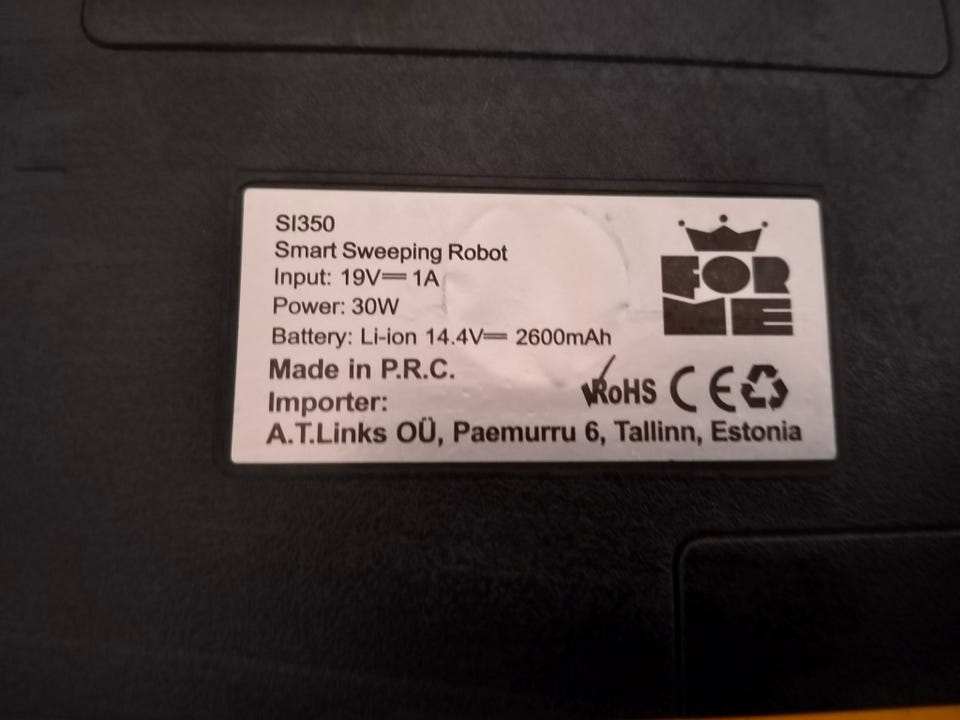 SI350
Smart Sweeping Robot
Input: 19V⎓1A
Power: 30W
Battery: Li-ion 14.4V⎓ 2600mAh
Made in P.R.C.
Importer:
A.T.Links OÜ, Paemurru 6, Tallinn, Estonia
FOR
ME
RoHS CE